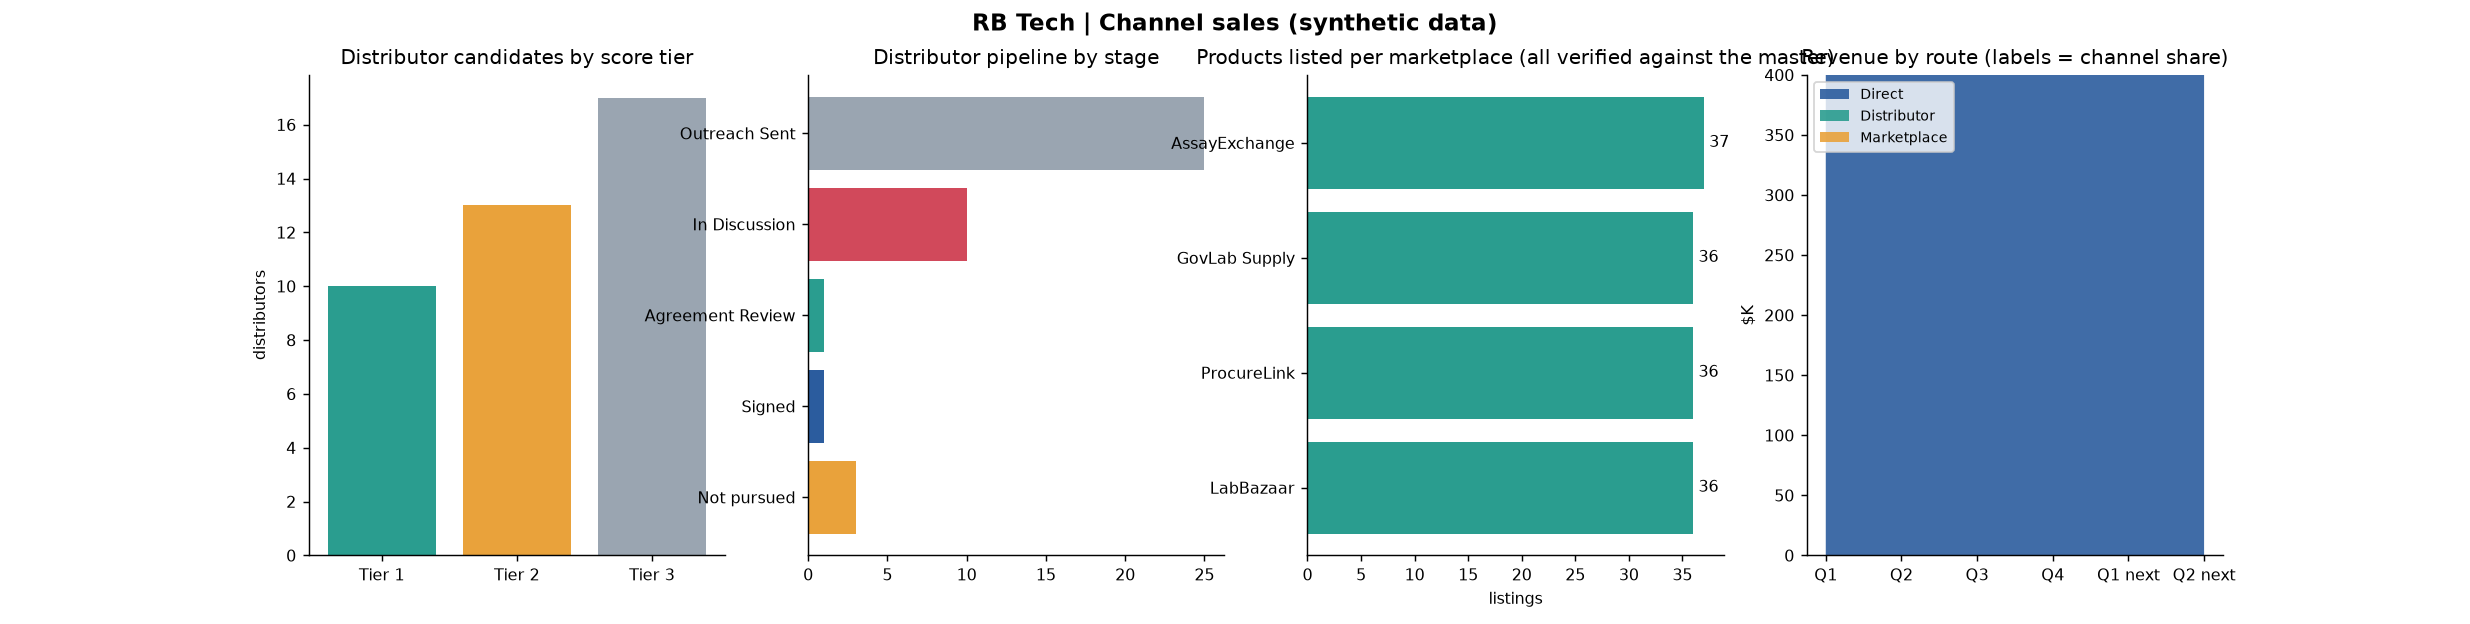 RB Tech | Channel sales (synthetic data)
Distributor candidates by score tier
distributors
16
14
12
10
8
6
4
2
0
Tier 1 Tier 2 Tier 3
Distributor pipeline by stage
Outreach Sent
In Discussion
Agreement Review
Signed
Not pursued
0 5 10 15 20 25
Products listed per marketplace (all verified against the master)
AssayExchange 37
GovLab Supply 36
ProcureLink 36
LabBazaar 36
0 5 10 15 20 25 30 35
listings
Revenue by route (labels = channel share)
Direct
Distributor
Marketplace
$K
400
350
300
250
200
150
100
50
0
Q1 Q2 Q3 Q4 Q1 next Q2 next